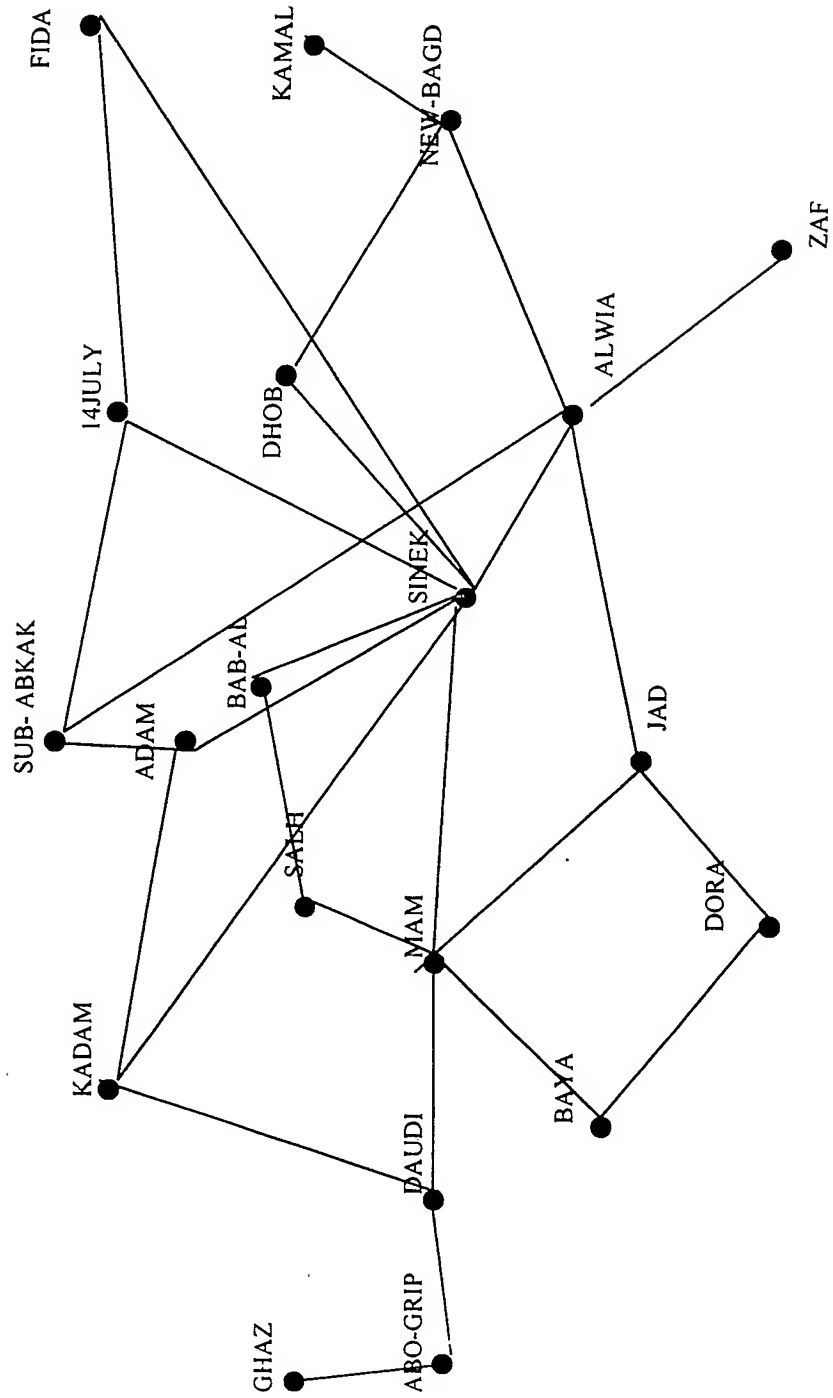 SUB- ABKAK
14JULY
FIDA
KADAM
ADAM
BAB-AL
DHOB
KAMAL
GHAZ
SALH
SINEK
NEW-BAGD
ABO-GRIP
DAUDI
MAM
ALWIA
BAYA
JAD
DORA
ZAF